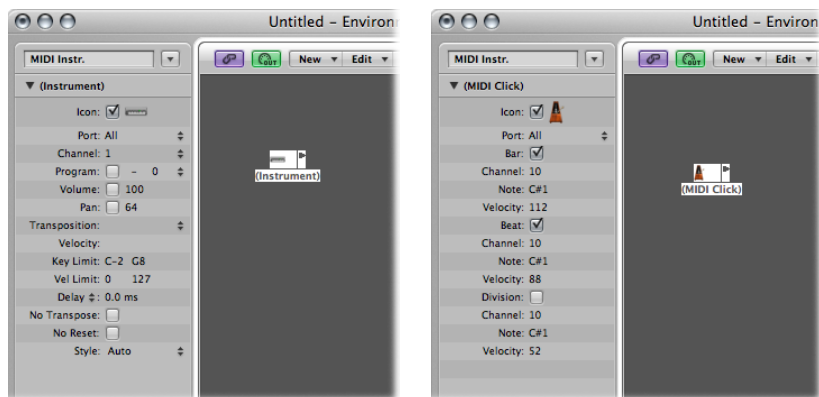 Untitled – Environ
MIDI Instr.
New Edit
(Instrument)
Icon:
Port: All
Channel: 1
Program: - 0
Volume: 100
Pan: 64
Transposition:
Velocity:
Key Limit: C-2 G8
Vel Limit: 0 127
Delay : 0.0 ms
No Transpose:
No Reset:
Style: Auto
(Instrument)
Untitled – Environ
MIDI Instr.
OUT New Edit
(MIDI Click)
Icon:
Port: All
Bar:
Channel: 10
Note: C#1
Velocity: 112
Beat:
Channel: 10
Note: C#1
Velocity: 88
Division:
Channel: 10
Note: C#1
Velocity: 52
(MIDI Click)